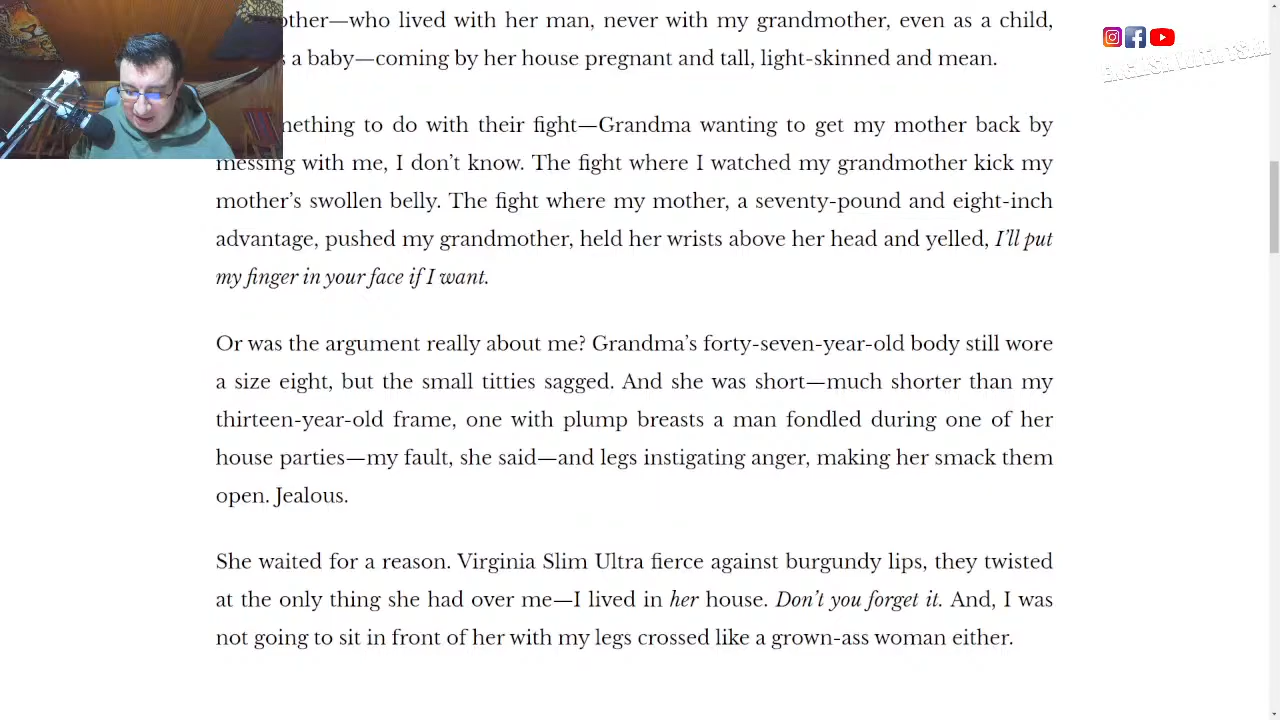 other—who lived with her man, never with my grandmother, even as a child,
a baby—coming by her house pregnant and tall, light-skinned and mean.
to do with their fight—Grandma wanting to get my mother back by
messing with me, I don’t know. The fight where I watched my grandmother kick my
mother’s swollen belly. The fight where my mother, a seventy-pound and eight-inch
advantage, pushed my grandmother, held her wrists above her head and yelled, I’ll put
my finger in your face if I want.
Or was the argument really about me? Grandma’s forty-seven-year-old body still wore
a size eight, but the small titties sagged. And she was short—much shorter than my
thirteen-year-old frame, one with plump breasts a man fondled during one of her
house parties—my fault, she said—and legs instigating anger, making her smack them
open. Jealous.
She waited for a reason. Virginia Slim Ultra fierce against burgundy lips, they twisted
at the only thing she had over me—I lived in her house. Don’t you forget it. And, I was
not going to sit in front of her with my legs crossed like a grown-ass woman either.
ENGLISH WITH